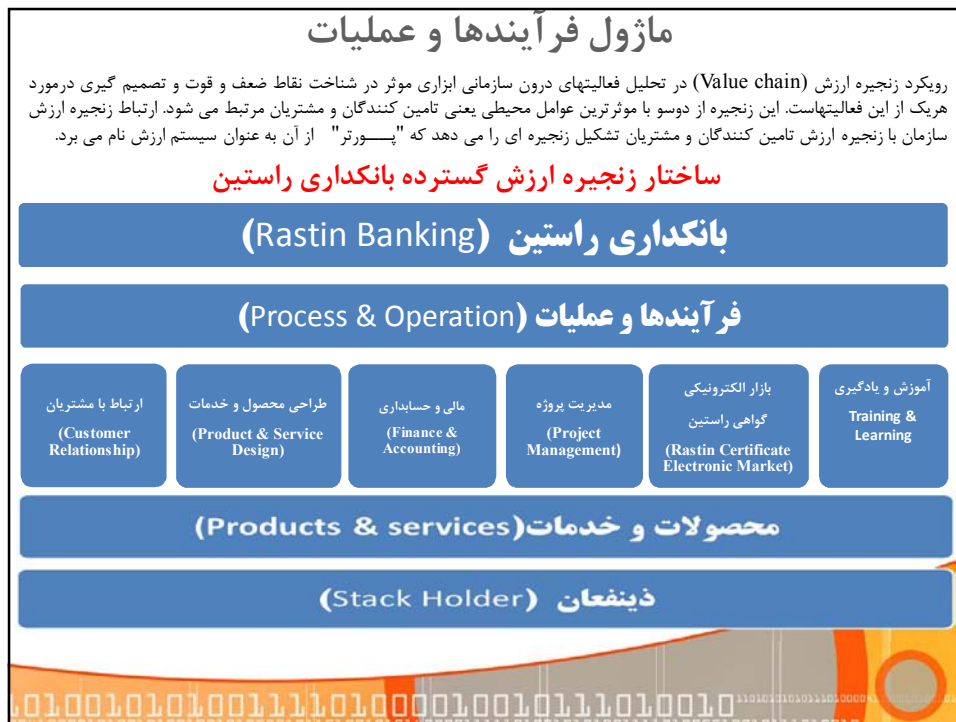 ماژول فرآیندها و عملیات
رویکرد زنجیره ارزش (Value chain) در تحلیل فعالیتهای درون سازمانی ابزاری موثر در شناخت نقاط ضعف و قوت و تصمیم گیری درمورد
هریک از این فعالیتهاست. این زنجیره از دوسو با موثرترین عوامل محیطی یعنی تامین کنندگان و مشتریان مرتبط می شود. ارتباط زنجیره ارزش
سازمان با زنجیره ارزش تامین کنندگان و مشتریان تشکیل زنجیره ای را می دهد که "پـــورتر" از آن به عنوان سیستم ارزش نام می برد.
ساختار زنجیره ارزش گسترده بانکداری راستین
بانکداری راستین (Rastin Banking)
فرآیندها و عملیات (Process & Operation)
آموزش و یادگیری
Training &
Learning
بازار الکترونیکی
گواهی راستین
(Rastin Certificate
Electronic Market)
مدیریت پروژه
(Project
Management)
مالی و حسابداری
(Finance &
Accounting)
طراحی محصول و خدمات
(Product & Service
Design)
ارتباط با مشتریان
(Customer
Relationship)
محصولات و خدمات(Products & services)
ذینفعان (Stack Holder)